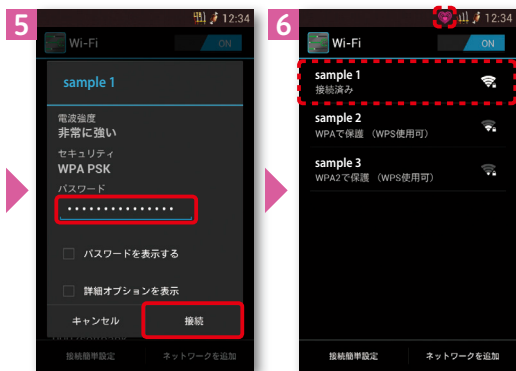 5
12:34
Wi-Fi
ON
sample 1
電波強度
非常に強い
セキュリティ
WPA PSK
パスワード
•••••••••••••••
パスワードを表示する
詳細オプションを表示
キャンセル
接続
接続簡単設定
ネットワークを追加
6
12:34
Wi-Fi
ON
sample 1
接続済み
sample 2
WPAで保護 （WPS使用可）
sample 3
WPA2で保護 （WPS使用可）
接続簡単設定
ネットワークを追加